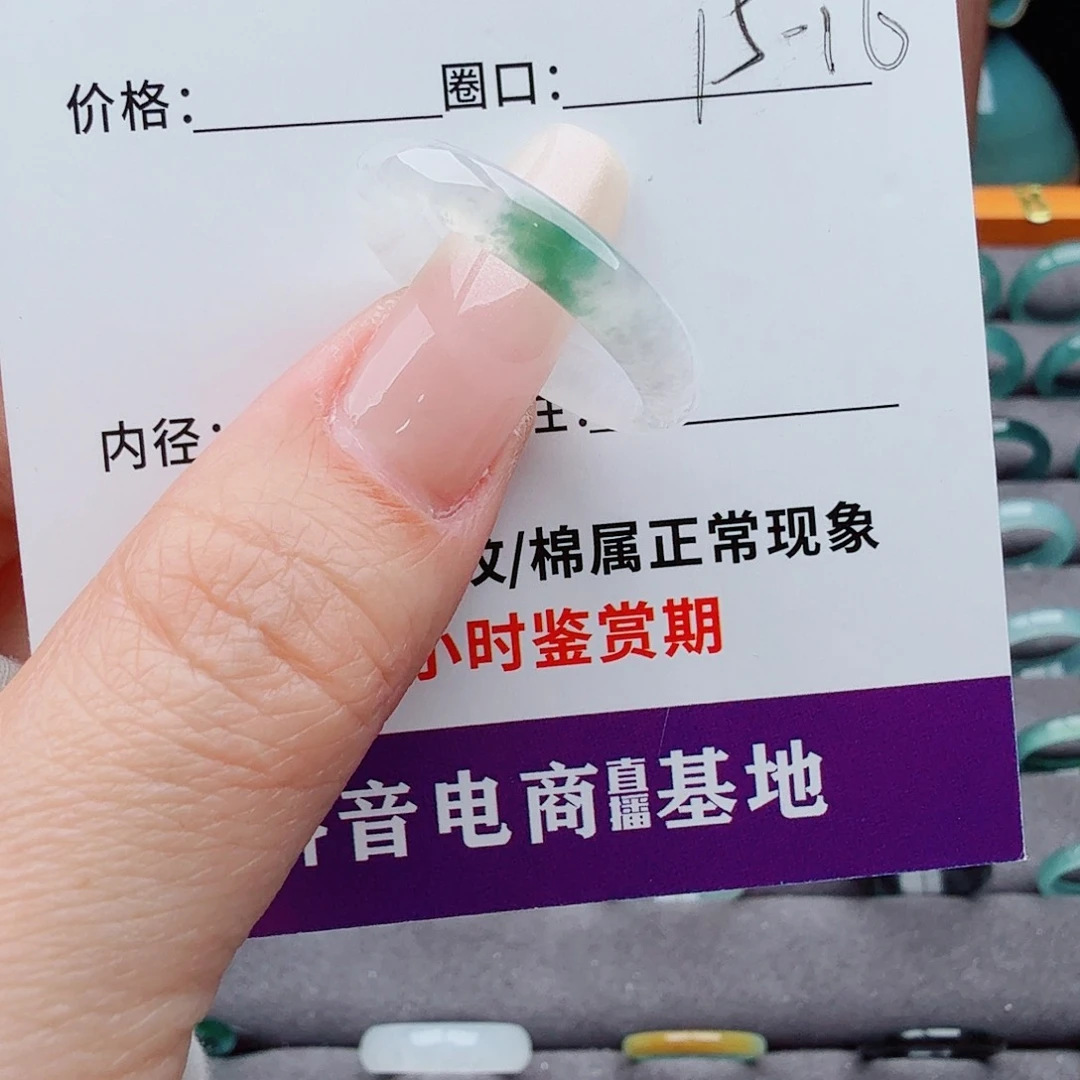 价格： 圈口：15-16
内径：
纹/棉属正常现象
小时鉴赏期
抖音电商直播基地